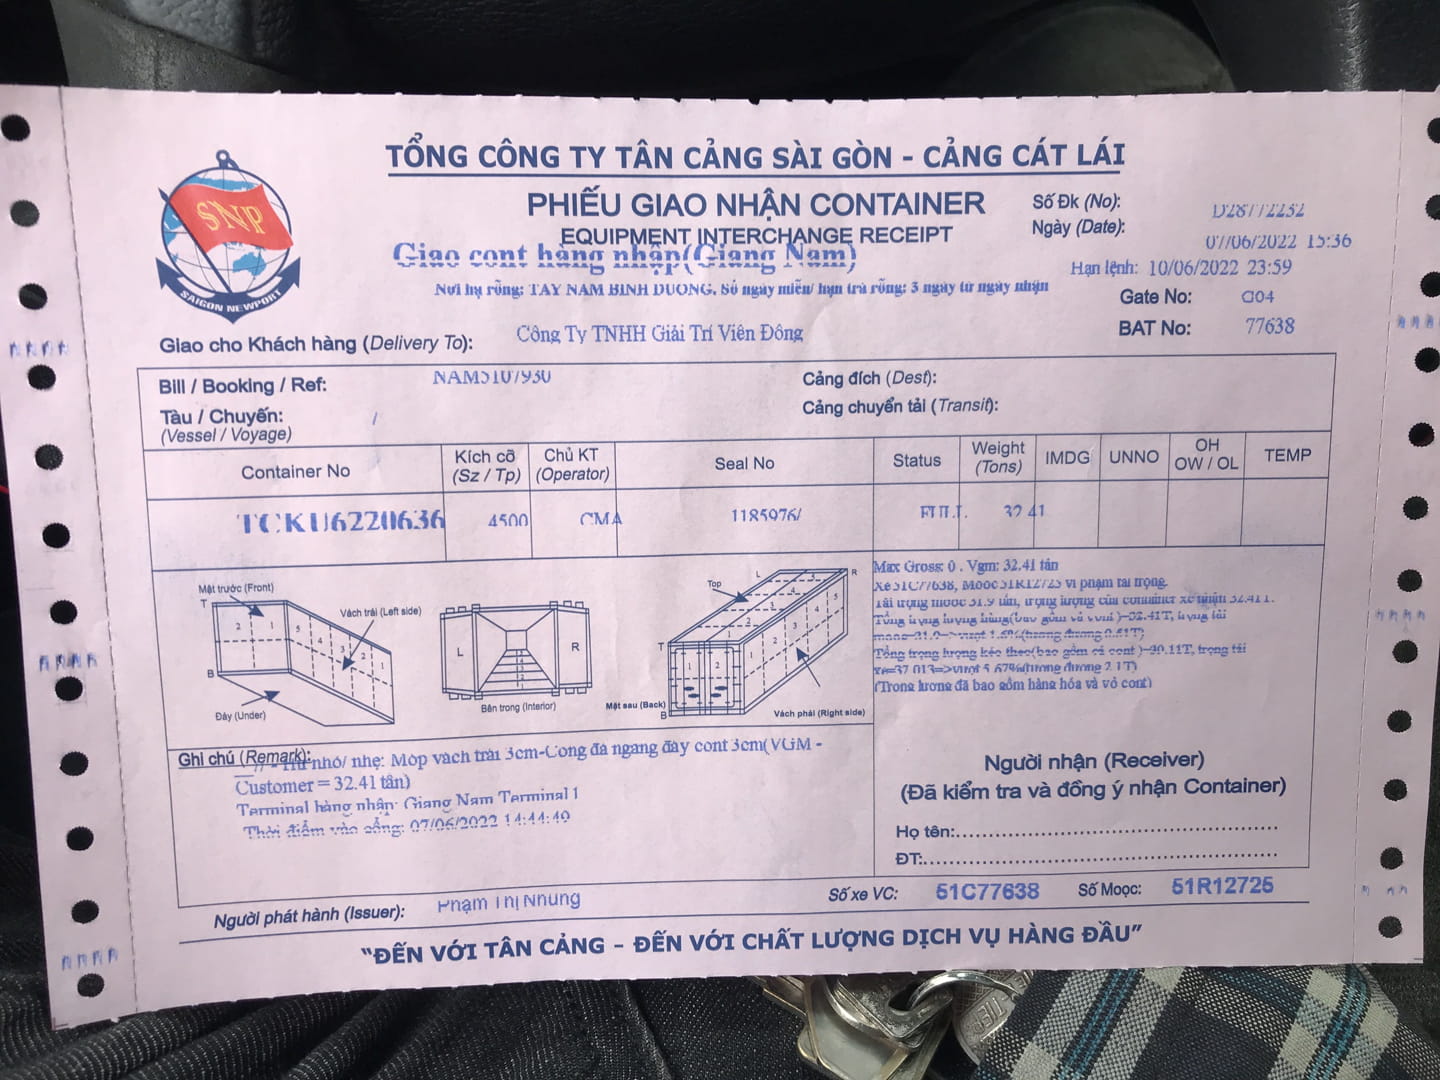 TỔNG CÔNG TY TÂN CẢNG SÀI GÒN - CẢNG CÁT LÁI
PHIẾU GIAO NHẬN CONTAINER
EQUIPMENT INTERCHANGE RECEIPT
SNP
SAIGON NEWPORT
Số Đk (No): D28772232
Ngày (Date): 07/06/2022 15:36
Giao cont hàng nhập(Giang Nam)
Hạn lệnh: 10/06/2022 23:59
Nơi hạ rỗng: TAY NAM BINH DUONG. Số ngày miễn/ hạn trả rỗng: 3 ngày từ ngày nhận
Gate No: G04
BAT No: 77638
Giao cho Khách hàng (Delivery To): Công Ty TNHH Giải Trí Viên Đông
Bill / Booking / Ref: NAM5107930
Cảng đích (Dest):
Tàu / Chuyến: /
(Vessel / Voyage)
Cảng chuyển tải (Transit):
Container No Kích cỡ (Sz / Tp) Chủ KT (Operator) Seal No Status Weight (Tons) IMDG UNNO OH OW / OL TEMP
TCKU6220636 4500 CMA FULL 32.41
Mặt trước (Front)
Vách trái (Left side)
Đáy (Under)
Bên trong (Interior)
Top
Mặt sau (Back)
Vách phải (Right side)
Max Gross: 0 . Vgm: 32.41 tấn
Xe 51C77638, Mooc 51R12725 vi phạm tải trọng.
Tải trọng mooc 31.9 tấn, trọng lượng của container xe nhận 32.41T.
Tổng trọng lượng hàng(bao gồm cả vỏ )=32.41T, trọng tải
mooc=31.9=>vượt 1.6%(tương đương 0.51T)
Tổng trọng lượng kéo theo(bao gồm cả cont )=39.11T, trọng tải
xe=37.013=>vượt 5.67%(tương đương 2.1T)
(Trọng lượng đã bao gồm hàng hóa và vỏ cont)
Ghi chú (Remark): nhỏ/ nhẹ: Móp vách trái 3cm-Cong đà ngang đáy cont 3cm(VGM -
Customer = 32.41 tấn)
Terminal hàng nhập: Giang Nam Terminal 1
Thời điểm vào cổng: 07/06/2022 14:44:49
Người nhận (Receiver)
(Đã kiểm tra và đồng ý nhận Container)
Họ tên:
ĐT:
Người phát hành (Issuer): Phạm Thị Nhung
Số xe VC: 51C77638 Số Moọc: 51R12725
“ĐẾN VỚI TÂN CẢNG - ĐẾN VỚI CHẤT LƯỢNG DỊCH VỤ HÀNG ĐẦU”